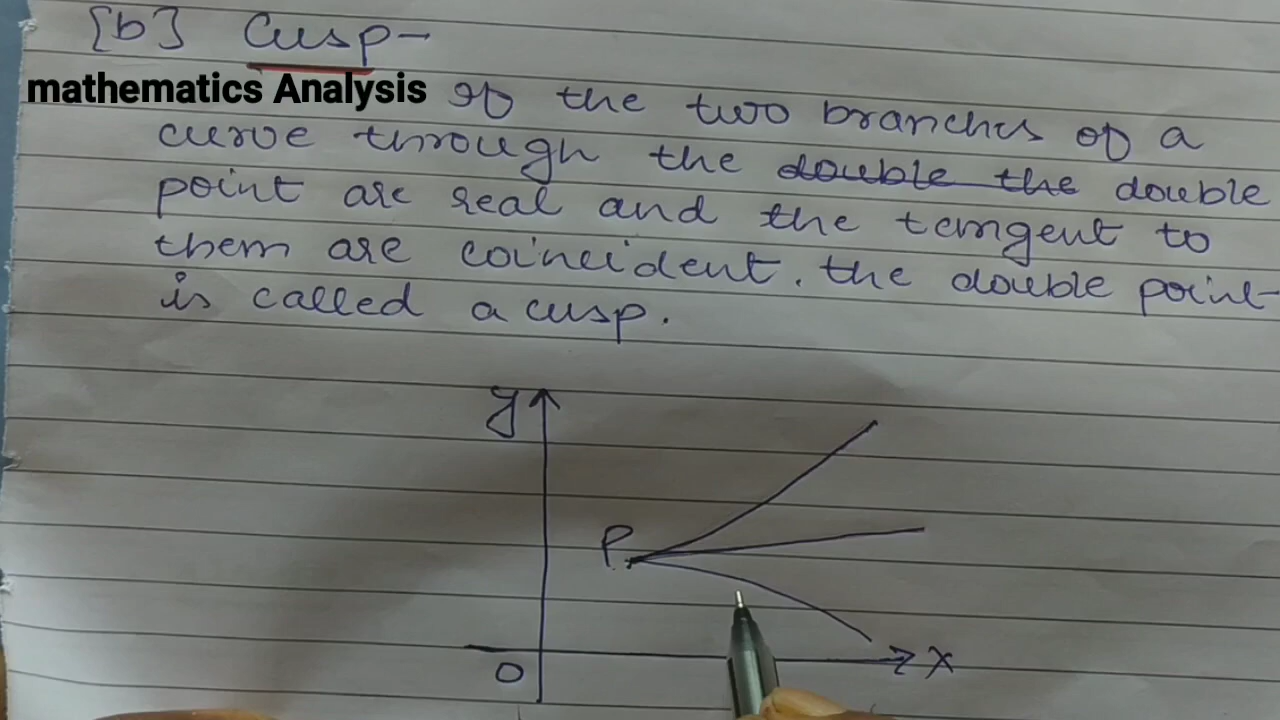 [b] Cusp-
mathematics Analysis If the two branches of a
curve through the double the double
point are real and the tangent to
them are coincident. the double point
is called a cusp.
y
P
O X